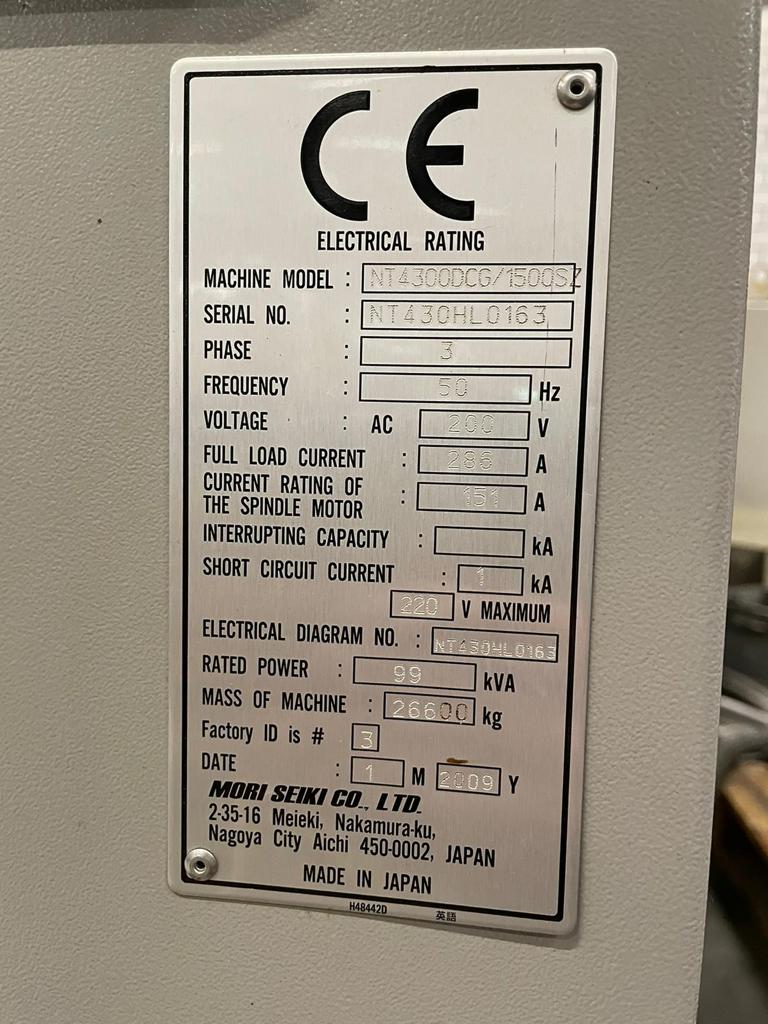 CE
ELECTRICAL RATING
MACHINE MODEL : NT4300DCG/1500SZ
SERIAL NO. : NT430HL0163
PHASE : 3
FREQUENCY : 50 Hz
VOLTAGE : AC 200 V
FULL LOAD CURRENT : 286 A
CURRENT RATING OF
THE SPINDLE MOTOR : 151 A
INTERRUPTING CAPACITY : kA
SHORT CIRCUIT CURRENT : 1 kA
220 V MAXIMUM
ELECTRICAL DIAGRAM NO. : NT430HL0163
RATED POWER : 99 kVA
MASS OF MACHINE : 26600 kg
Factory ID is # 3
DATE : 1 M 2009 Y
MORI SEIKI CO., LTD.
2-35-16 Meieki, Nakamura-ku,
Nagoya City Aichi 450-0002, JAPAN
MADE IN JAPAN
H48442D 英語